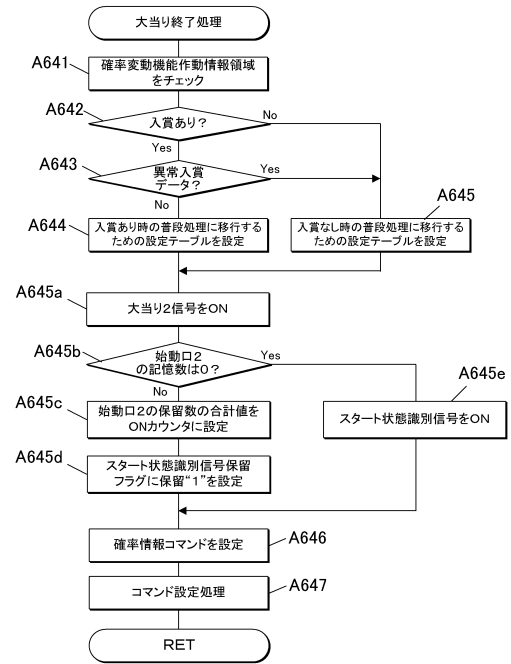 大当り終了処理
A641
確率変動機能作動情報領域
をチェック
A642
入賞あり？
No
Yes
A643
異常入賞
データ？
Yes
No
A644
入賞あり時の普段処理に移行する
ための設定テーブルを設定
A645
入賞なし時の普段処理に移行する
ための設定テーブルを設定
A645a
大当り２信号をON
A645b
始動口２
の記憶数は０？
Yes
No
A645c
始動口２の保留数の合計値を
ONカウンタに設定
A645e
スタート状態識別信号をON
A645d
スタート状態識別信号保留
フラグに保留“１”を設定
確率情報コマンドを設定
A646
コマンド設定処理
A647
RET